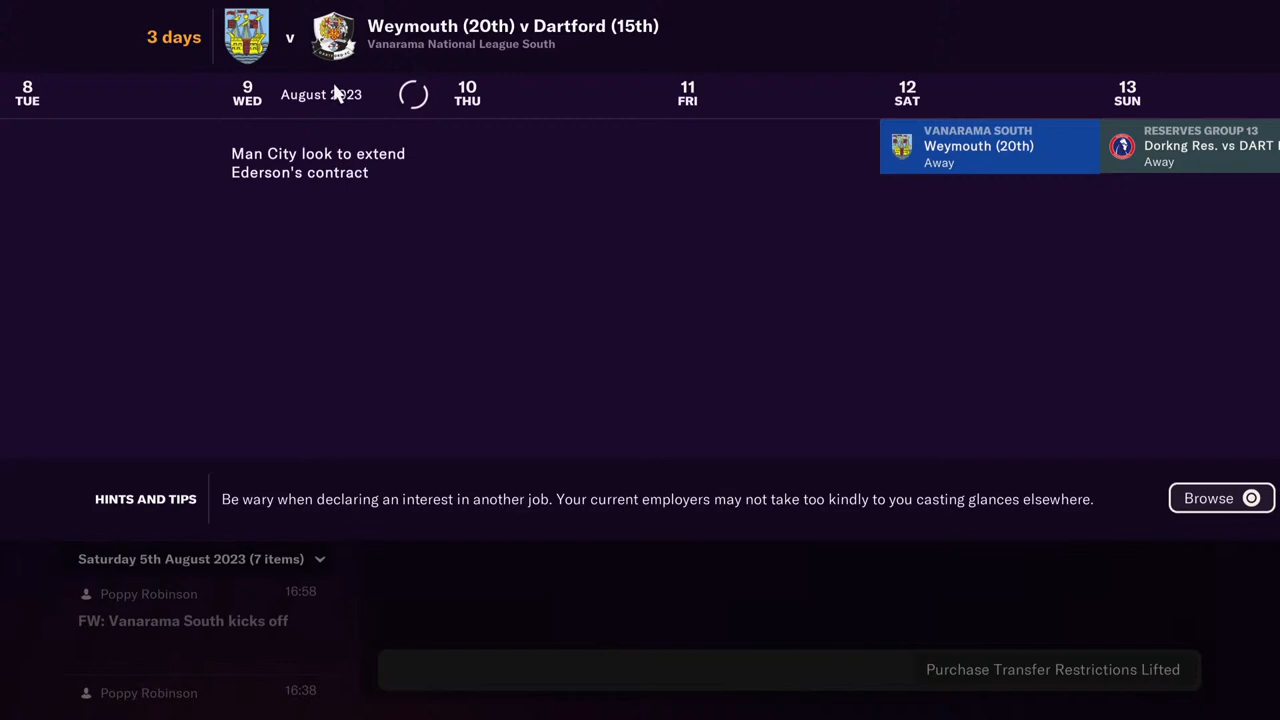 3 days
v
Weymouth (20th) v Dartford (15th)
Vanarama National League South
8
TUE
9
WED
August 2023
10
THU
11
FRI
12
SAT
13
SUN
Man City look to extend
Ederson's contract
VANARAMA SOUTH
Weymouth (20th)
Away
RESERVES GROUP 13
Dorkng Res. vs DART
Away
HINTS AND TIPS
Be wary when declaring an interest in another job. Your current employers may not take too kindly to you casting glances elsewhere.
Browse
Saturday 5th August 2023 (7 items)
Poppy Robinson
16:58
FW: Vanarama South kicks off
Purchase Transfer Restrictions Lifted
Poppy Robinson
16:38